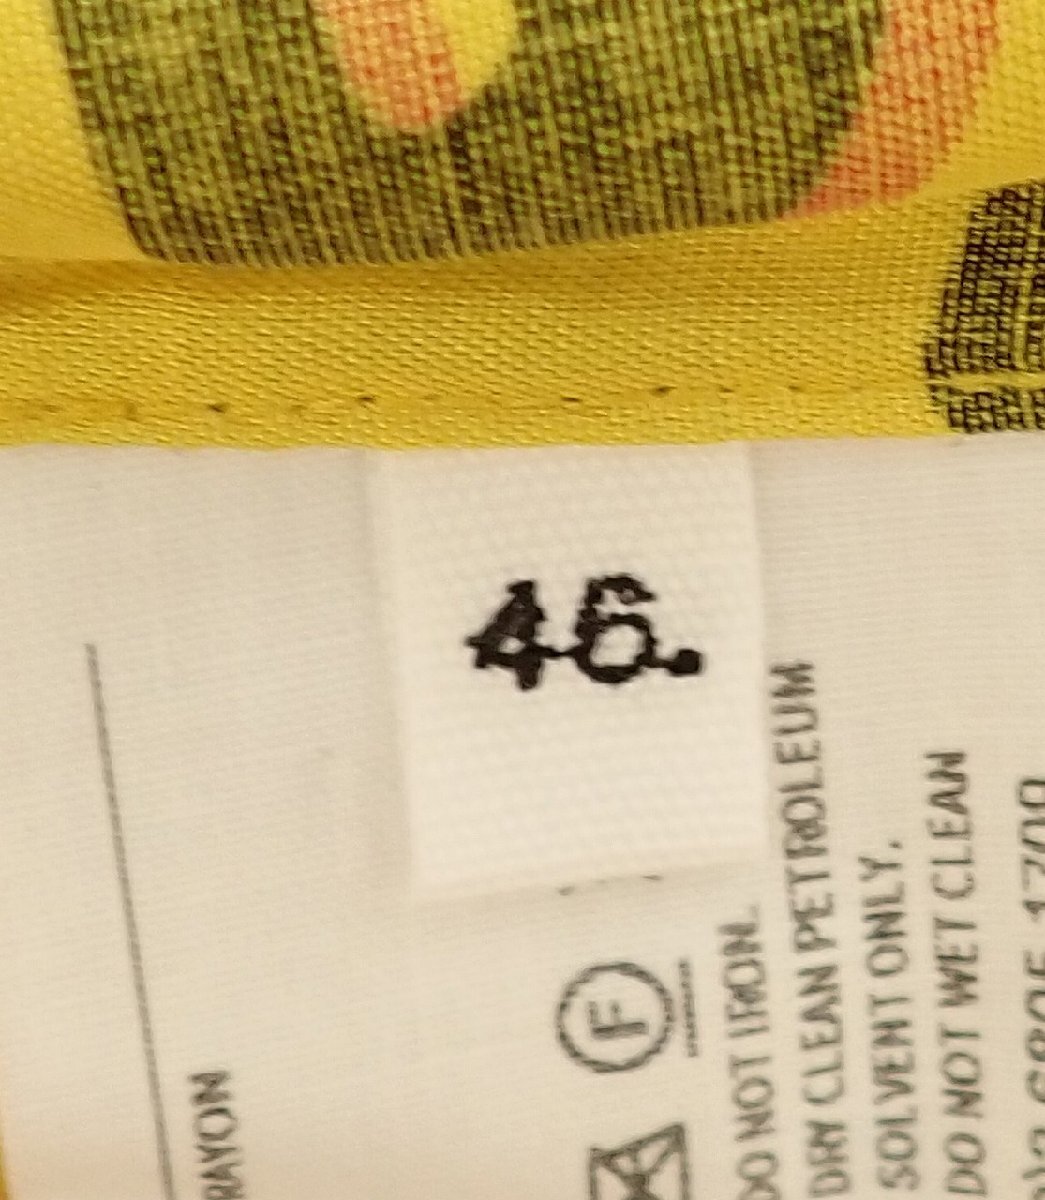 46.
RAYON
F
DO NOT IRON.
DRY CLEAN PETROLEUM
SOLVENT ONLY.
DO NOT WET CLEAN